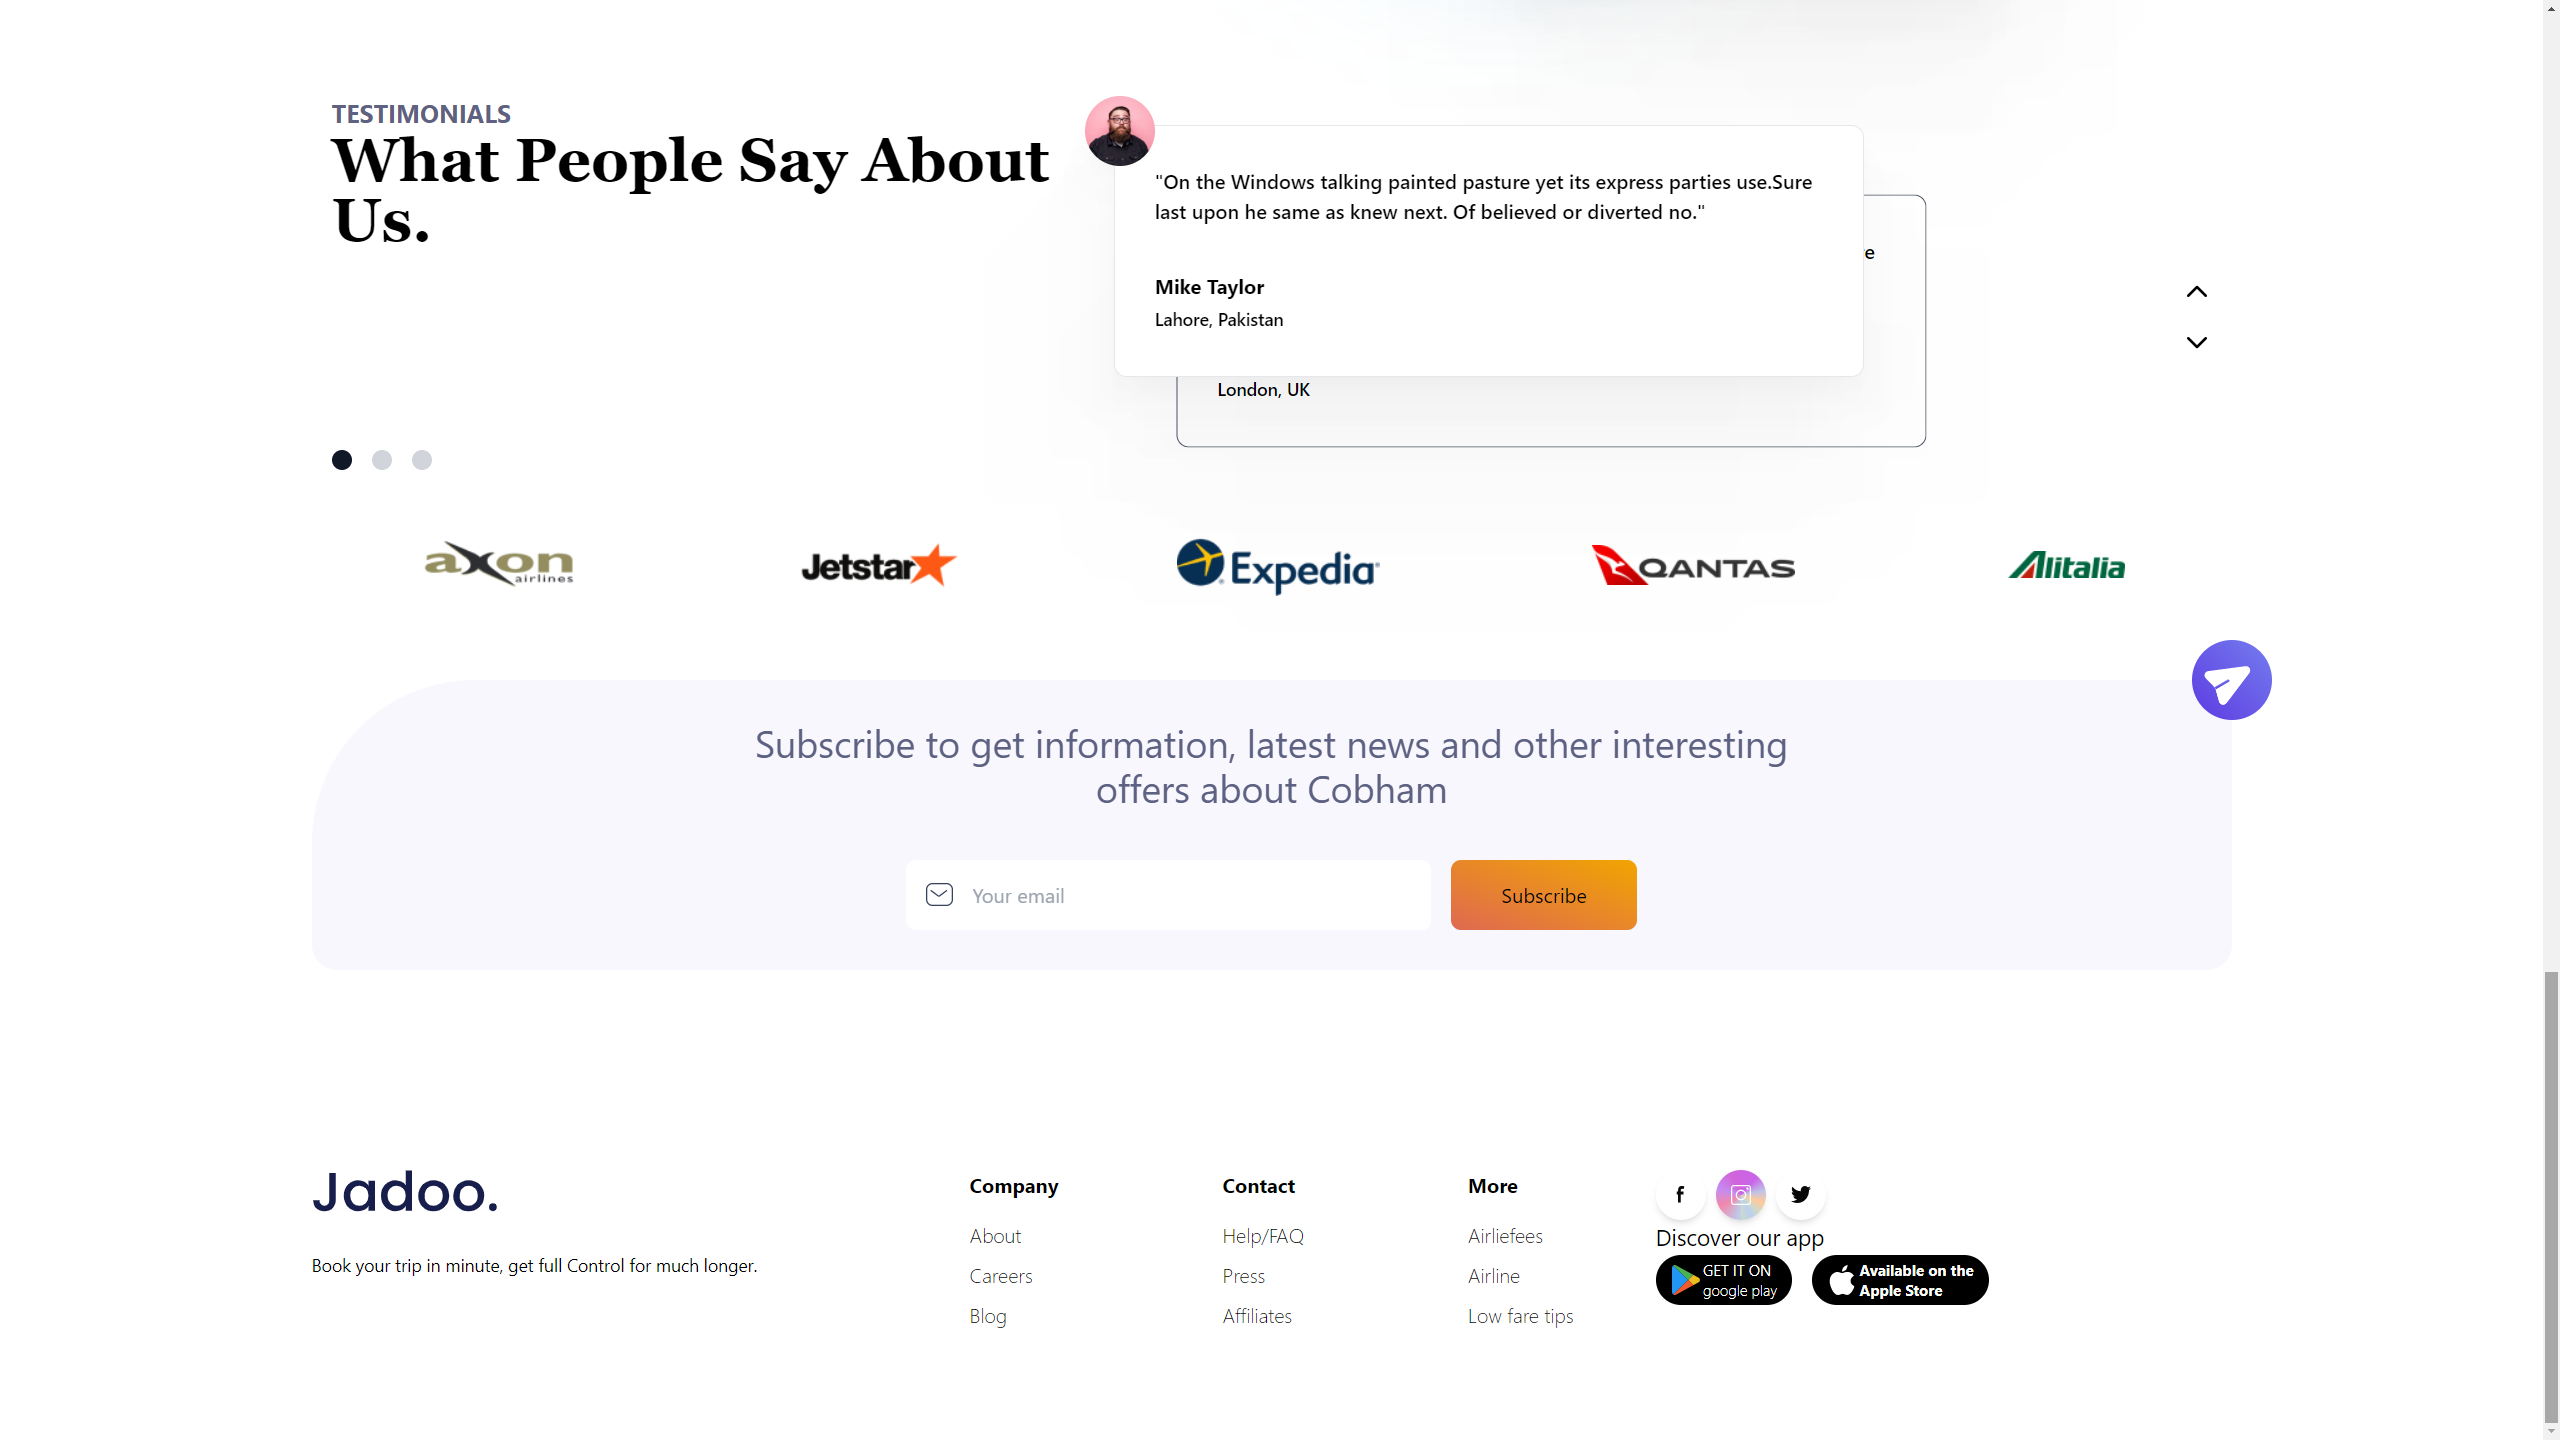 TESTIMONIALS
What People Say About
Us.
"On the Windows talking painted pasture yet its express parties use.Sure
last upon he same as knew next. Of believed or diverted no."
Mike Taylor
Lahore, Pakistan
London, UK
axon
airlines
Jetstar
Expedia
QANTAS
Alitalia
Subscribe to get information, latest news and other interesting
offers about Cobham
Your email
Subscribe
Jadoo.
Book your trip in minute, get full Control for much longer.
Company
About
Careers
Blog
Contact
Help/FAQ
Press
Affiliates
More
Airliefees
Airline
Low fare tips
Discover our app
GET IT ON
google play
Available on the
Apple Store